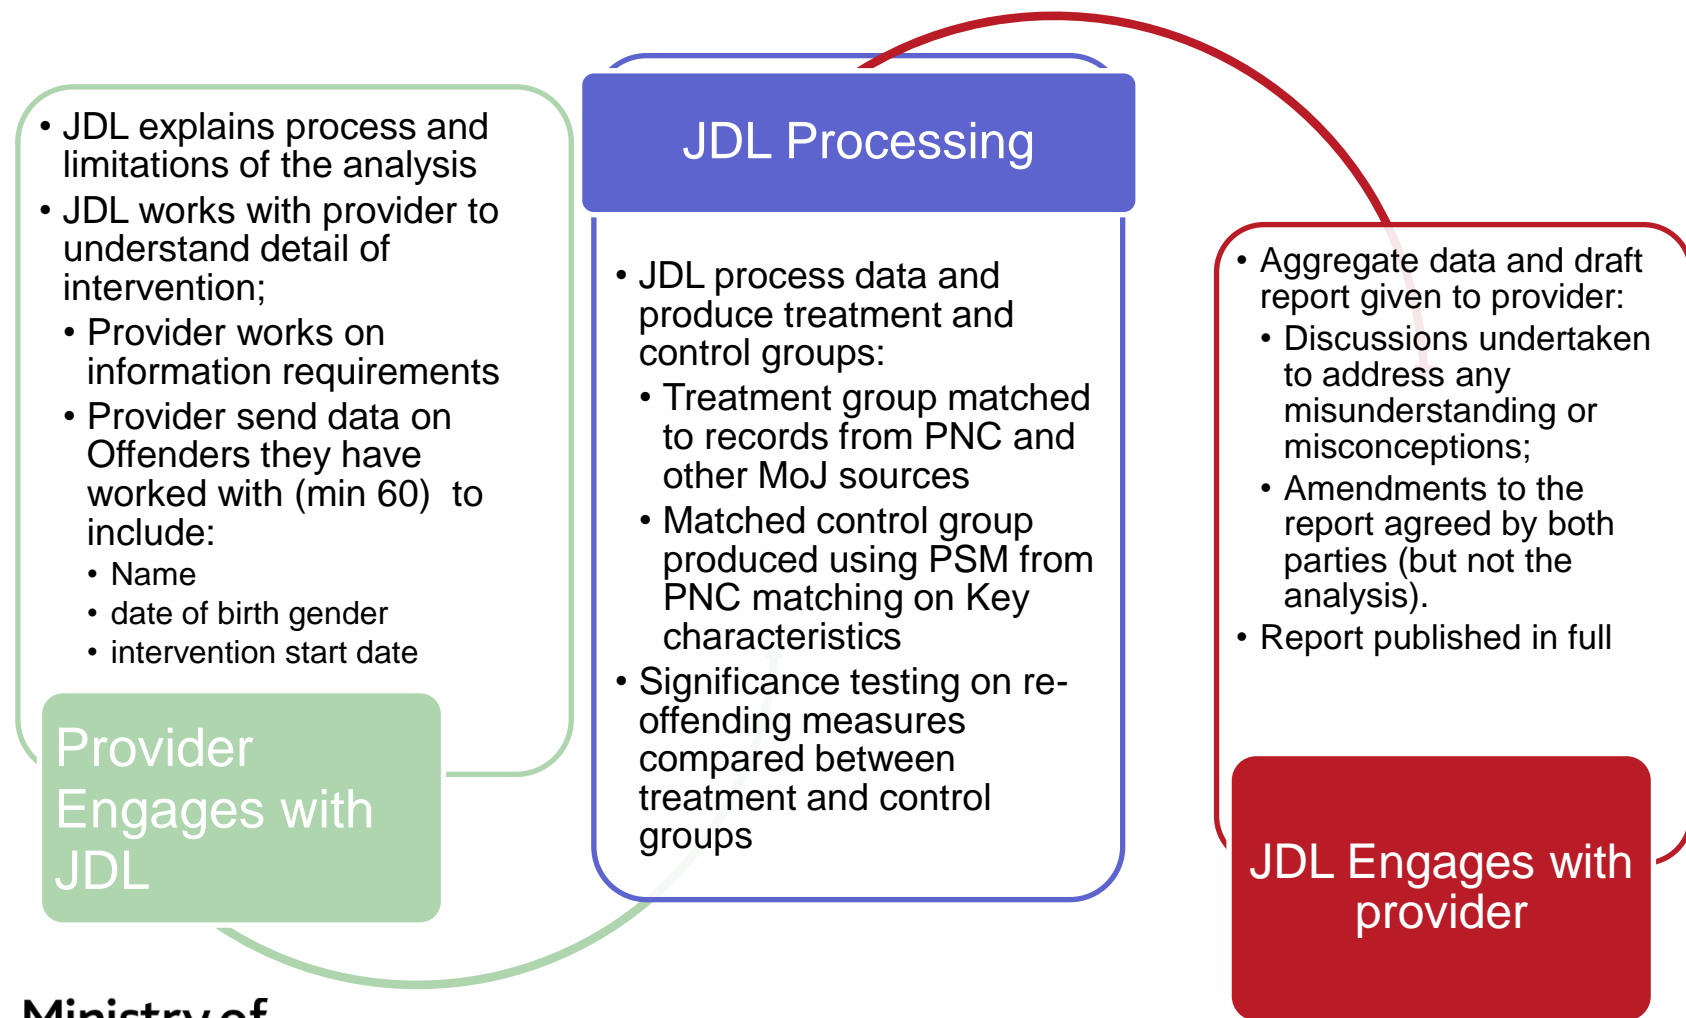 • JDL explains process and
limitations of the analysis
• JDL works with provider to
understand detail of
intervention;
• Provider works on
information requirements
• Provider send data on
Offenders they have
worked with (min 60)  to
include:
• Name
• date of birth gender
• intervention start date
Provider
Engages with
JDL
JDL Processing
• JDL process data and
produce treatment and
control groups:
• Treatment group matched
to records from PNC and
other MoJ sources
• Matched control group
produced using PSM from
PNC matching on Key
characteristics
• Significance testing on re-
offending measures
compared between
treatment and control
groups
• Aggregate data and draft
report given to provider:
• Discussions undertaken
to address any
misunderstanding or
misconceptions;
• Amendments to the
report agreed by both
parties (but not the
analysis).
• Report published in full
JDL Engages with
provider
Ministry of